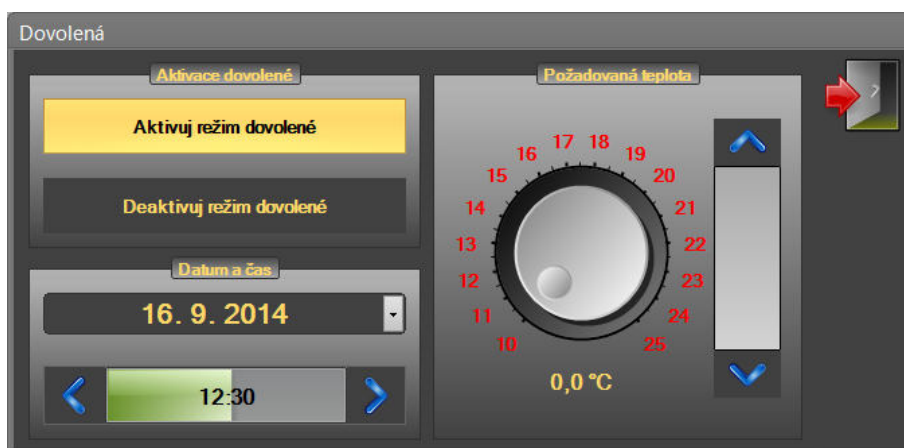 Dovolená
Aktivace dovolené
Aktivuj režim dovolené
Deaktivuj režim dovolené
Datum a čas
16. 9. 2014
12:30
Požadovaná teplota
10
11
12
13
14
15
16
17
18
19
20
21
22
23
24
25
0,0 °C